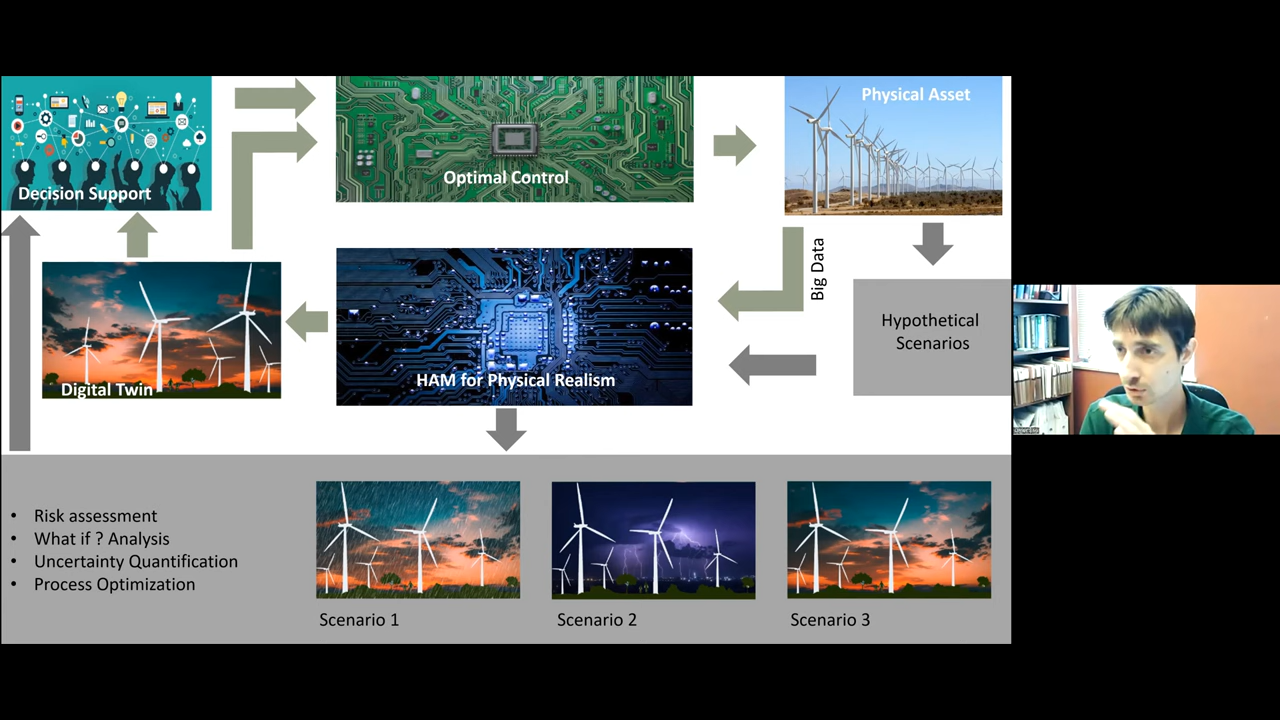 Decision Support
Optimal Control
Physical Asset
Big Data
Hypothetical
Scenarios
Digital Twin
HAM for Physical Realism
• Risk assessment
• What if ? Analysis
• Uncertainty Quantification
• Process Optimization
Scenario 1
Scenario 2
Scenario 3